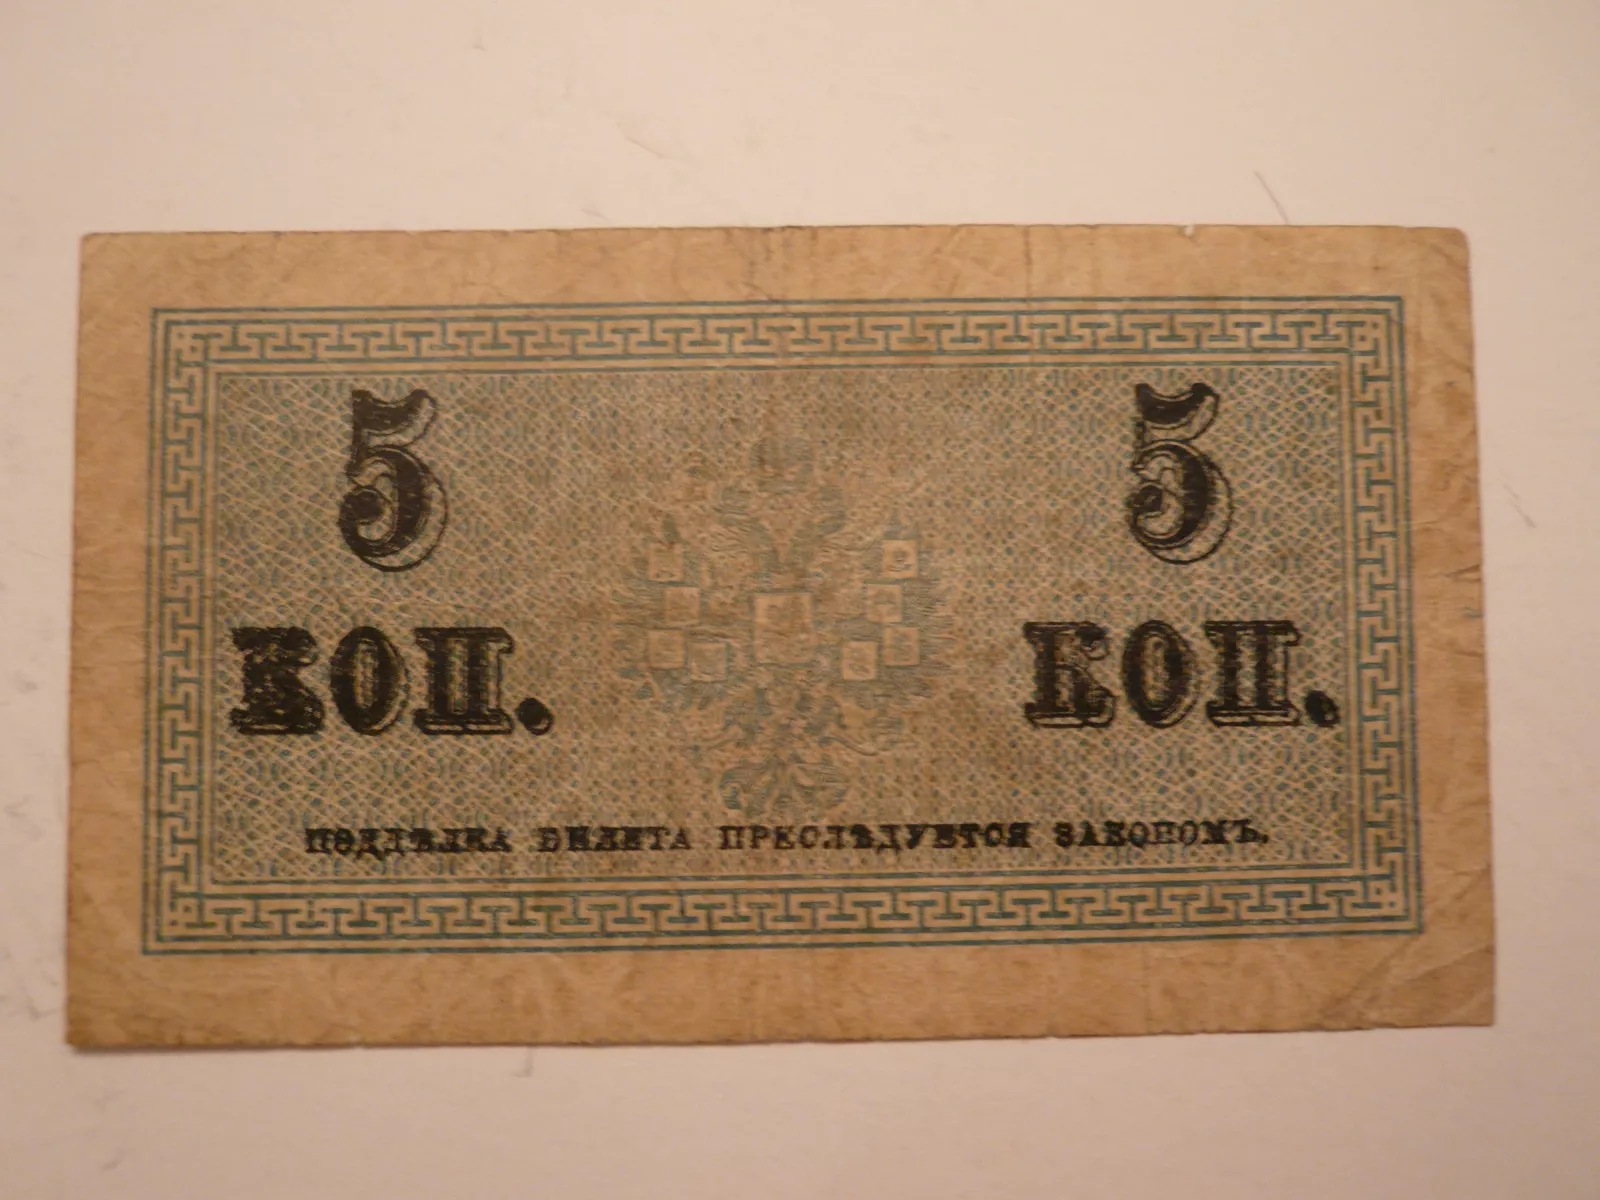 5 5
КОП. КОП.
ПОДДѢЛКА БИЛЕТА ПРЕСЛѢДУЕТСЯ ЗАКОНОМЪ.